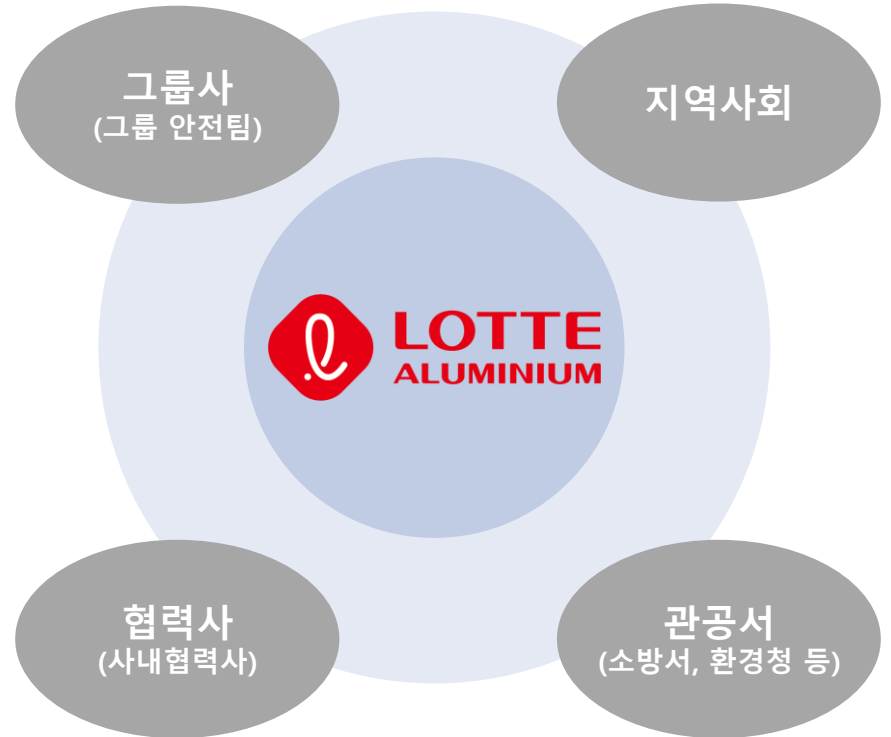 그룹사
(그룹 안전팀)
지역사회
LOTTE
ALUMINIUM
협력사
(사내협력사)
관공서
(소방서, 환경청 등)